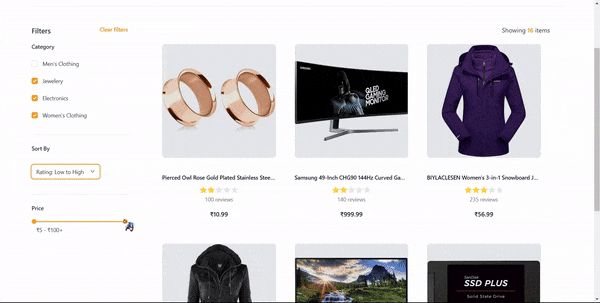 Filters
Clear filters
Showing 16 items
Category
Men's Clothing
Jewelery
Electronics
Women's Clothing
Sort By
Rating: Low to High
Price
₹5 - ₹100+
SAMSUNG
QLED
GAMING
MONITOR
Pierced Owl Rose Gold Plated Stainless Stee...
100 reviews
₹10.99
Samsung 49-Inch CHG90 144Hz Curved Ga...
140 reviews
₹999.99
BIYLACLESEN Women's 3-in-1 Snowboard J...
235 reviews
₹56.99
SanDisk
SSD PLUS
Solid State Drive